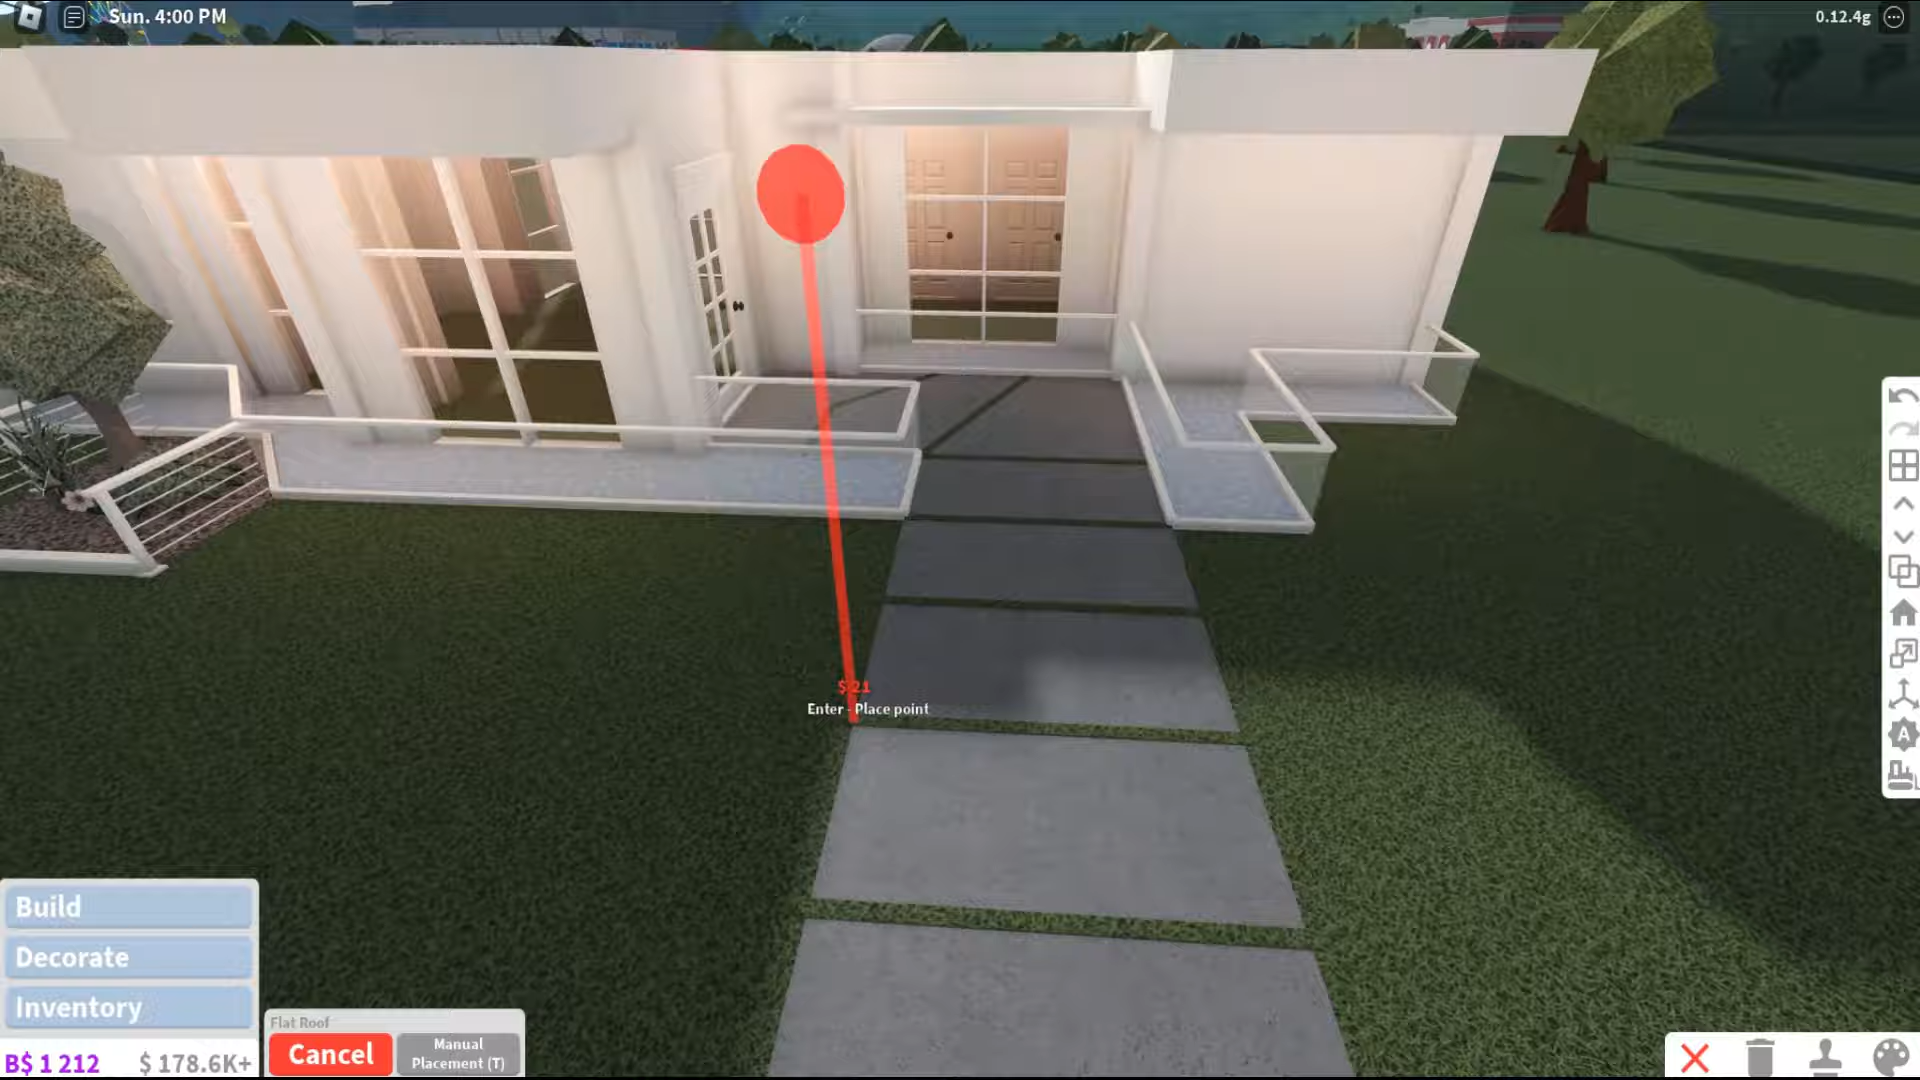 Sun. 4:00 PM
0.12.4g
$ 21
Enter - Place point
Build
Decorate
Inventory
B$ 1 212
$ 178.6K+
Flat Roof
Cancel
Manual
Placement (T)
A